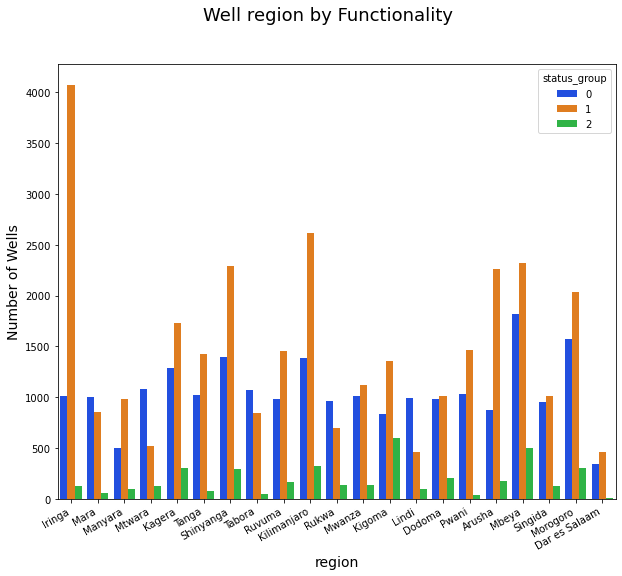 Well region by Functionality
status_group
0
1
2
Number of Wells
4000
3500
3000
2500
2000
1500
1000
500
0
Iringa
Mara
Manyara
Mtwara
Kagera
Tanga
Shinyanga
Tabora
Ruvuma
Kilimanjaro
Rukwa
Mwanza
Kigoma
Lindi
Dodoma
Pwani
Arusha
Mbeya
Singida
Morogoro
Dar es Salaam
region